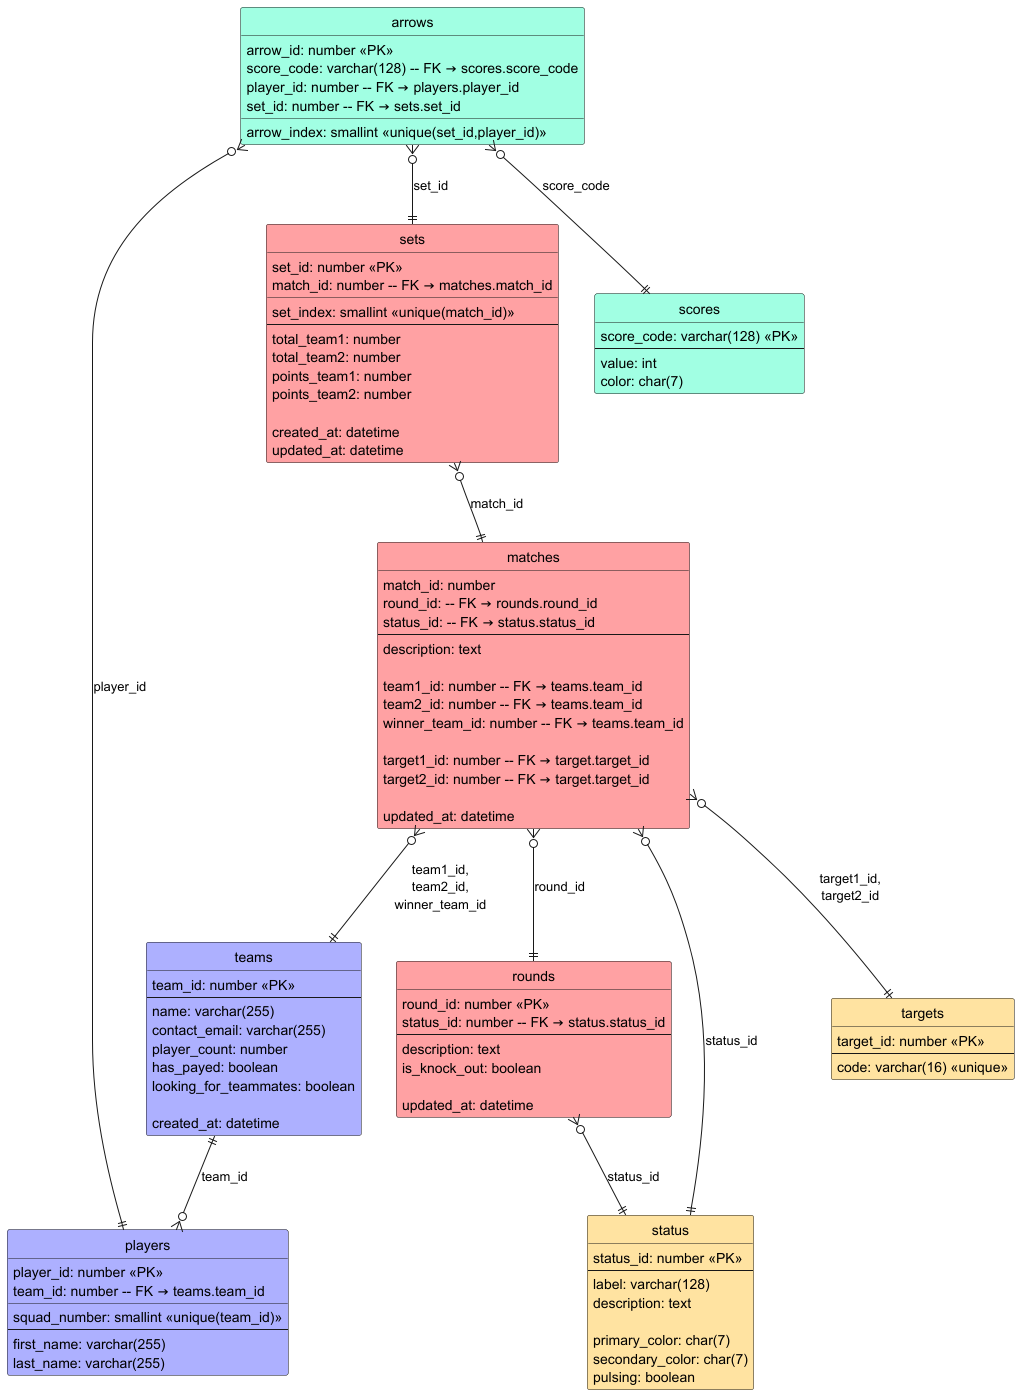 arrows
arrow_id: number «PK»
score_code: varchar(128) -- FK → scores.score_code
player_id: number -- FK → players.player_id
set_id: number -- FK → sets.set_id
arrow_index: smallint «unique(set_id,player_id)»
set_id
score_code
sets
set_id: number «PK»
match_id: number -- FK → matches.match_id
set_index: smallint «unique(match_id)»
total_team1: number
total_team2: number
points_team1: number
points_team2: number
created_at: datetime
updated_at: datetime
scores
score_code: varchar(128) «PK»
value: int
color: char(7)
match_id
matches
match_id: number
round_id: -- FK → rounds.round_id
status_id: -- FK → status.status_id
description: text
team1_id: number -- FK → teams.team_id
team2_id: number -- FK → teams.team_id
winner_team_id: number -- FK → teams.team_id
target1_id: number -- FK → target.target_id
target2_id: number -- FK → target.target_id
updated_at: datetime
player_id
team1_id,
team2_id,
winner_team_id
round_id
target1_id,
target2_id
teams
team_id: number «PK»
name: varchar(255)
contact_email: varchar(255)
player_count: number
has_payed: boolean
looking_for_teammates: boolean
created_at: datetime
rounds
round_id: number «PK»
status_id: number -- FK → status.status_id
description: text
is_knock_out: boolean
updated_at: datetime
status_id
targets
target_id: number «PK»
code: varchar(16) «unique»
team_id
status_id
players
player_id: number «PK»
team_id: number -- FK → teams.team_id
squad_number: smallint «unique(team_id)»
first_name: varchar(255)
last_name: varchar(255)
status
status_id: number «PK»
label: varchar(128)
description: text
primary_color: char(7)
secondary_color: char(7)
pulsing: boolean